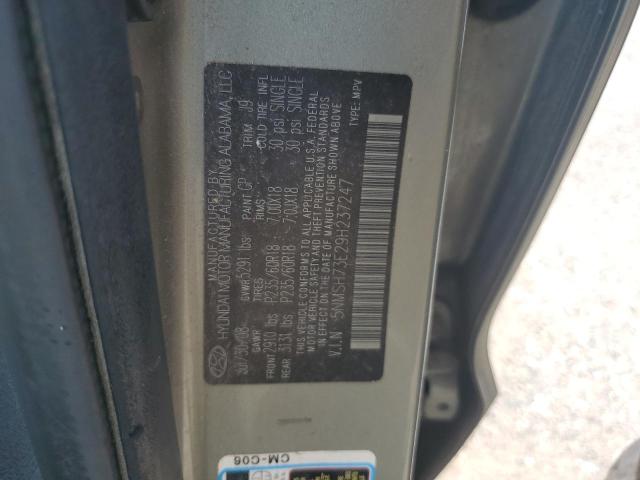 MANUFACTURED BY
HYUNDAI MOTOR MANUFACTURING ALABAMA, LLC
GVWR 5291 lbs PAINT GP TRIM J9
GAWR TIRES RIMS COLD TIRE INFL
FRONT 2910 lbs P235/60R18 - 7.00X18 30 psi SINGLE
REAR 3131 lbs P235/60R18 - 7.0JX18 30 psi SINGLE
THIS VEHICLE CONFORMS TO ALL APPLICABLE U.S.A. FEDERAL
MOTOR VEHICLE SAFETY AND THEFT PREVENTION STANDARDS
IN EFFECT ON THE DATE OF MANUFACTURE SHOWN ABOVE
V.I.N 5NMSH73E29H237247 TYPE: MPV
CM-C06